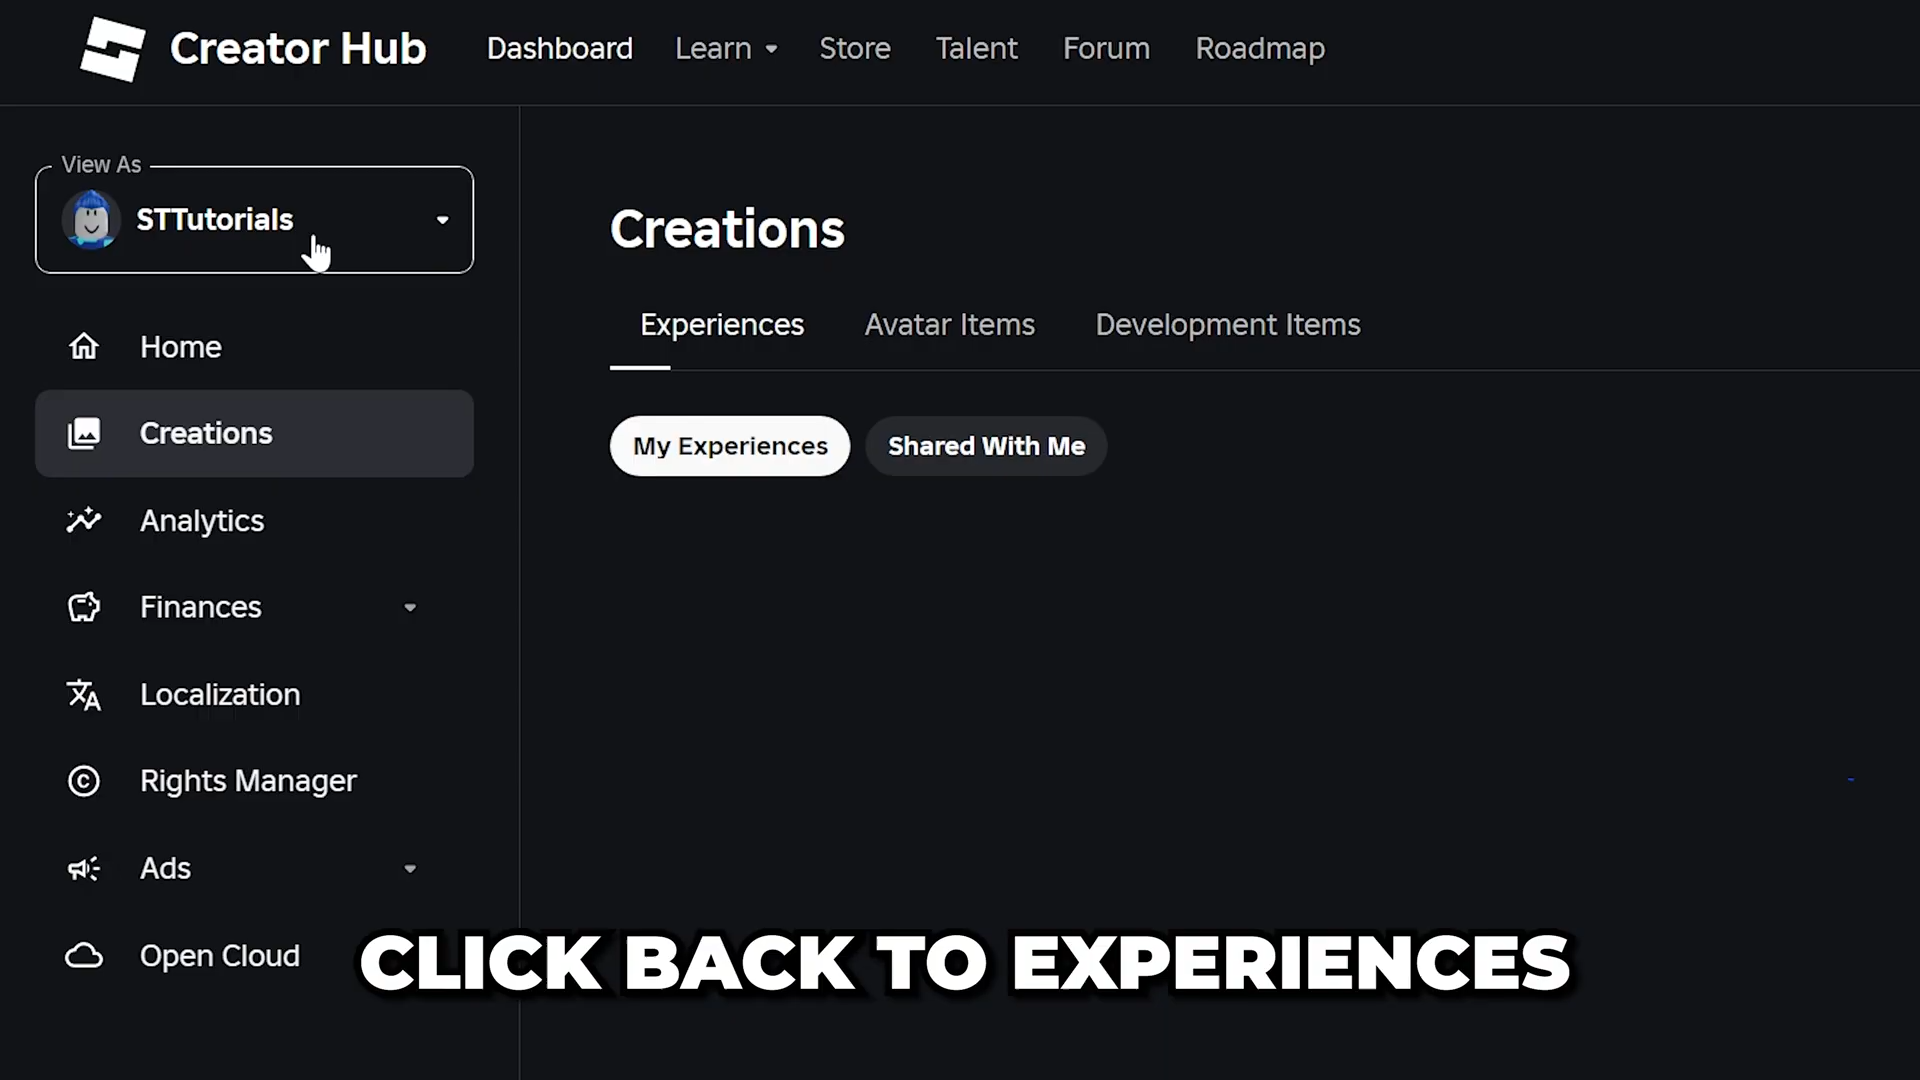 Creator Hub
Dashboard
Learn
Store
Talent
Forum
Roadmap
View As
STTutorials
Home
Creations
Analytics
Finances
Localization
Rights Manager
Ads
Open Cloud
Creations
Experiences
Avatar Items
Development Items
My Experiences
Shared With Me
CLICK BACK TO EXPERIENCES